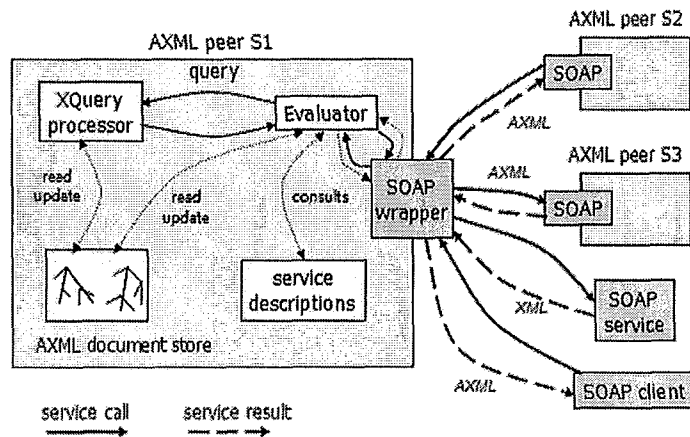 AXML peer S1
AXML peer S2
query
XQuery
processor
Evaluator
SOAP
AXML
AXML peer S3
read
update
read
update
consults
SOAP
wrapper
AXML
SOAP
service
descriptions
XML
SOAP
service
AXML document store
AXML
SOAP client
service call
service result